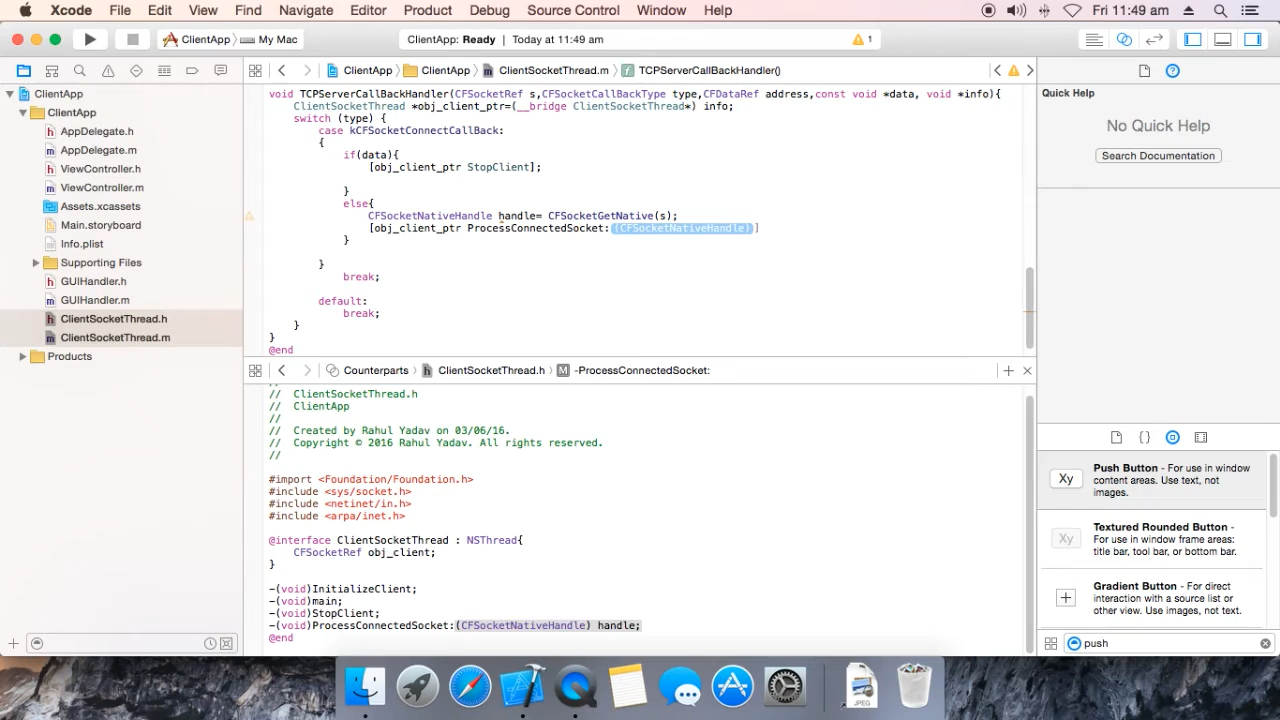 Xcode File Edit View Find Navigate Editor Product Debug Source Control Window Help Fri 11:49 am
ClientApp My Mac ClientApp: Ready | Today at 11:49 am 1
ClientApp ClientApp ClientSocketThread.m TCPServerCallBackHandler()
ClientApp
ClientApp
AppDelegate.h
AppDelegate.m
ViewController.h
ViewController.m
Assets.xcassets
Main.storyboard
Info.plist
Supporting Files
GUIHandler.h
GUIHandler.m
ClientSocketThread.h
ClientSocketThread.m
Products
void TCPServerCallBackHandler(CFSocketRef s,CFSocketCallBackType type,CFDataRef address,const void *data, void *info){
ClientSocketThread *obj_client_ptr=(__bridge ClientSocketThread*) info;
switch (type) {
case kCFSocketConnectCallBack:
{
if(data){
[obj_client_ptr StopClient];
}
else{
CFSocketNativeHandle handle= CFSocketGetNative(s);
[obj_client_ptr ProcessConnectedSocket:(CFSocketNativeHandle)]
}
}
break;
default:
break;
}
}
@end
Counterparts ClientSocketThread.h -ProcessConnectedSocket:
//
// ClientSocketThread.h
// ClientApp
//
// Created by Rahul Yadav on 03/06/16.
// Copyright © 2016 Rahul Yadav. All rights reserved.
//
#import <Foundation/Foundation.h>
#include <sys/socket.h>
#include <netinet/in.h>
#include <arpa/inet.h>
@interface ClientSocketThread : NSThread{
CFSocketRef obj_client;
}
-(void)InitializeClient;
-(void)main;
-(void)StopClient;
-(void)ProcessConnectedSocket:(CFSocketNativeHandle) handle;
@end
Quick Help
No Quick Help
Search Documentation
{ }
Xy
Push Button - For use in window
content areas. Use text, not
images.
Xy
Textured Rounded Button -
For use in window frame areas:
title bar, tool bar, or bottom bar.
Gradient Button - For direct
interaction with a source list or
other view. Use images, not text.
push
JPEG